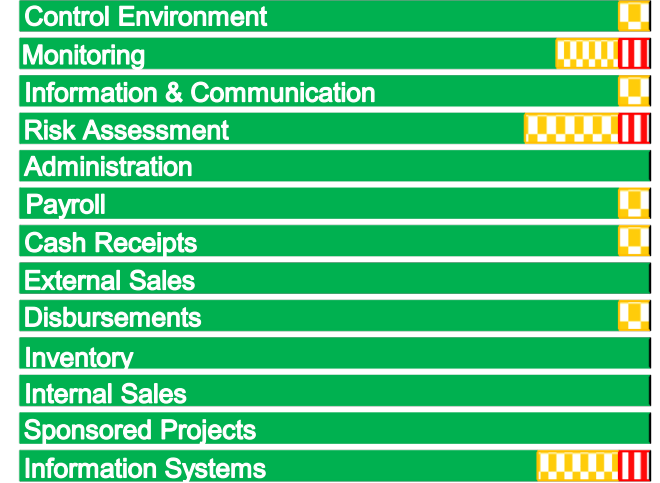 Control Environment
Monitoring
Information & Communication
Risk Assessment
Administration
Payroll
Cash Receipts
External Sales
Disbursements
Inventory
Internal Sales
Sponsored Projects
Information Systems